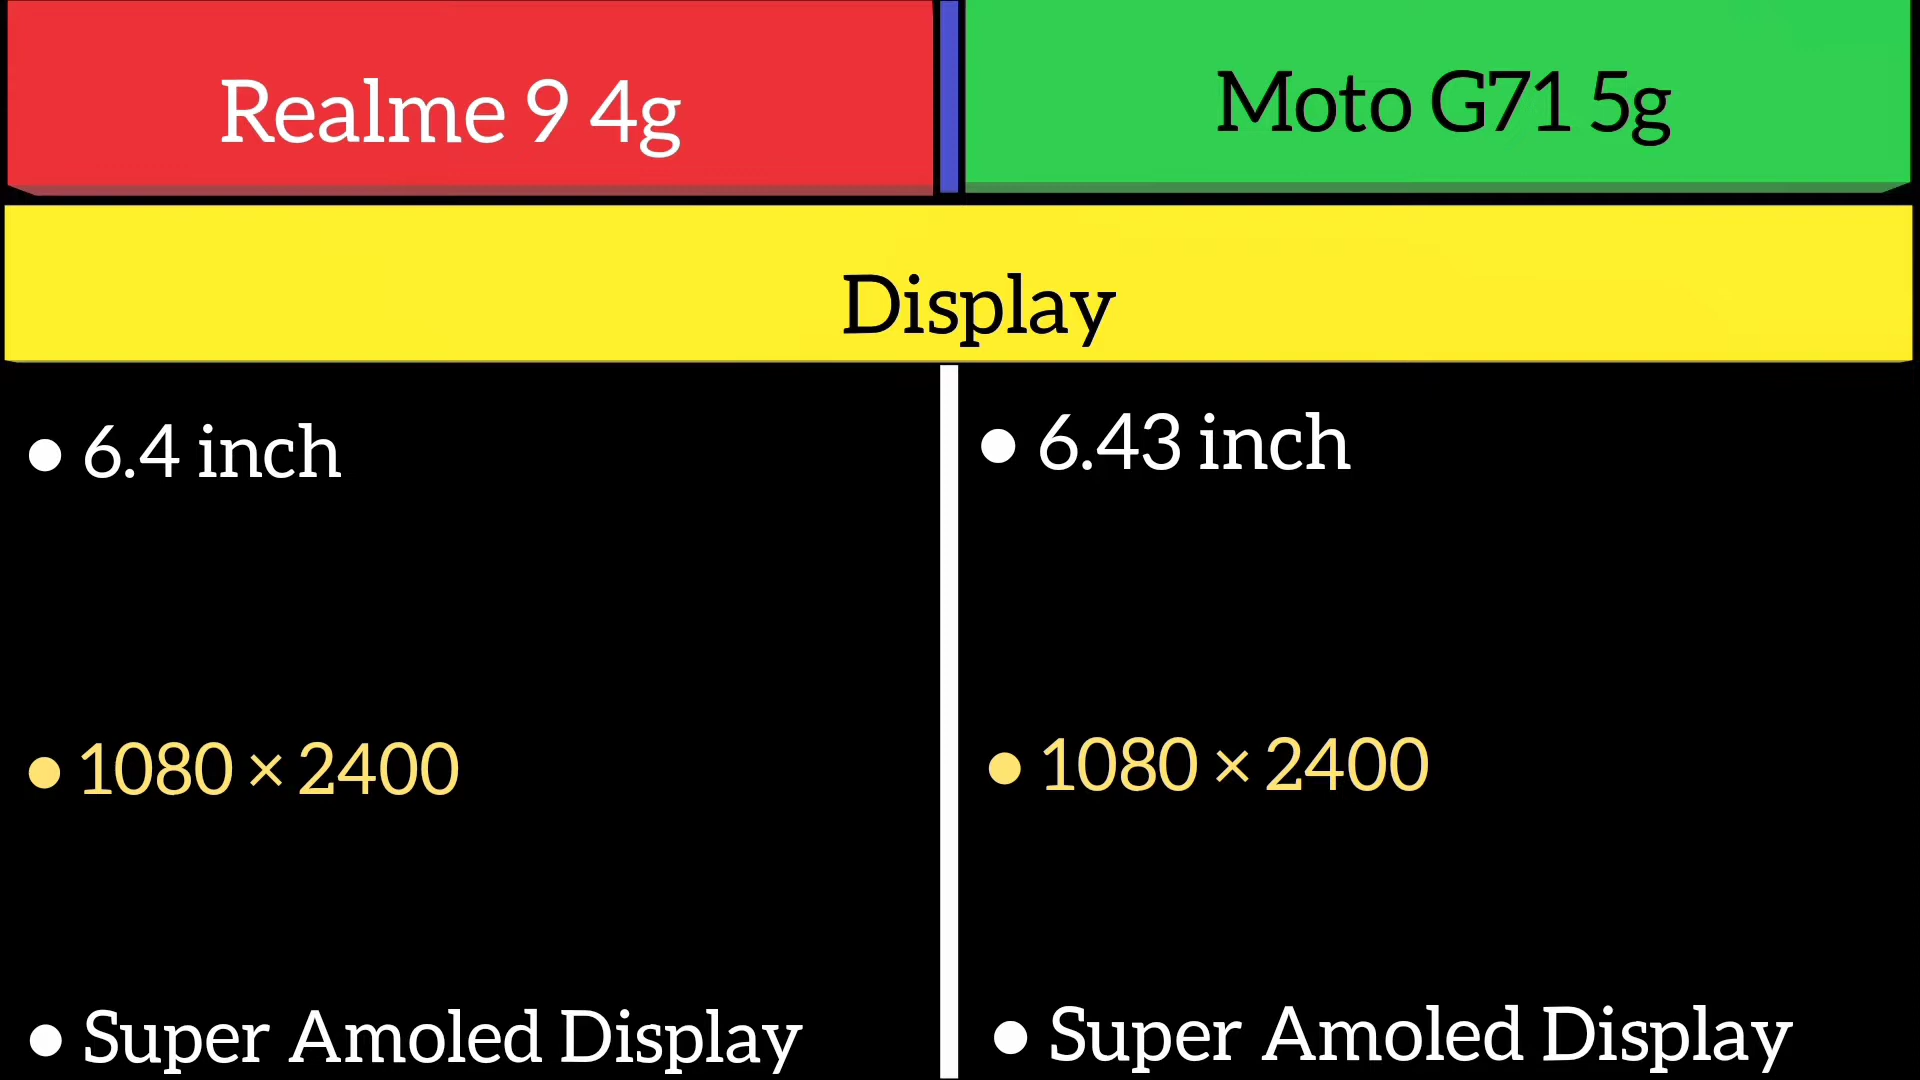 Realme 9 4g
Moto G71 5g
Display
• 6.4 inch
• 6.43 inch
• 1080 × 2400
• 1080 × 2400
• Super Amoled Display
• Super Amoled Display